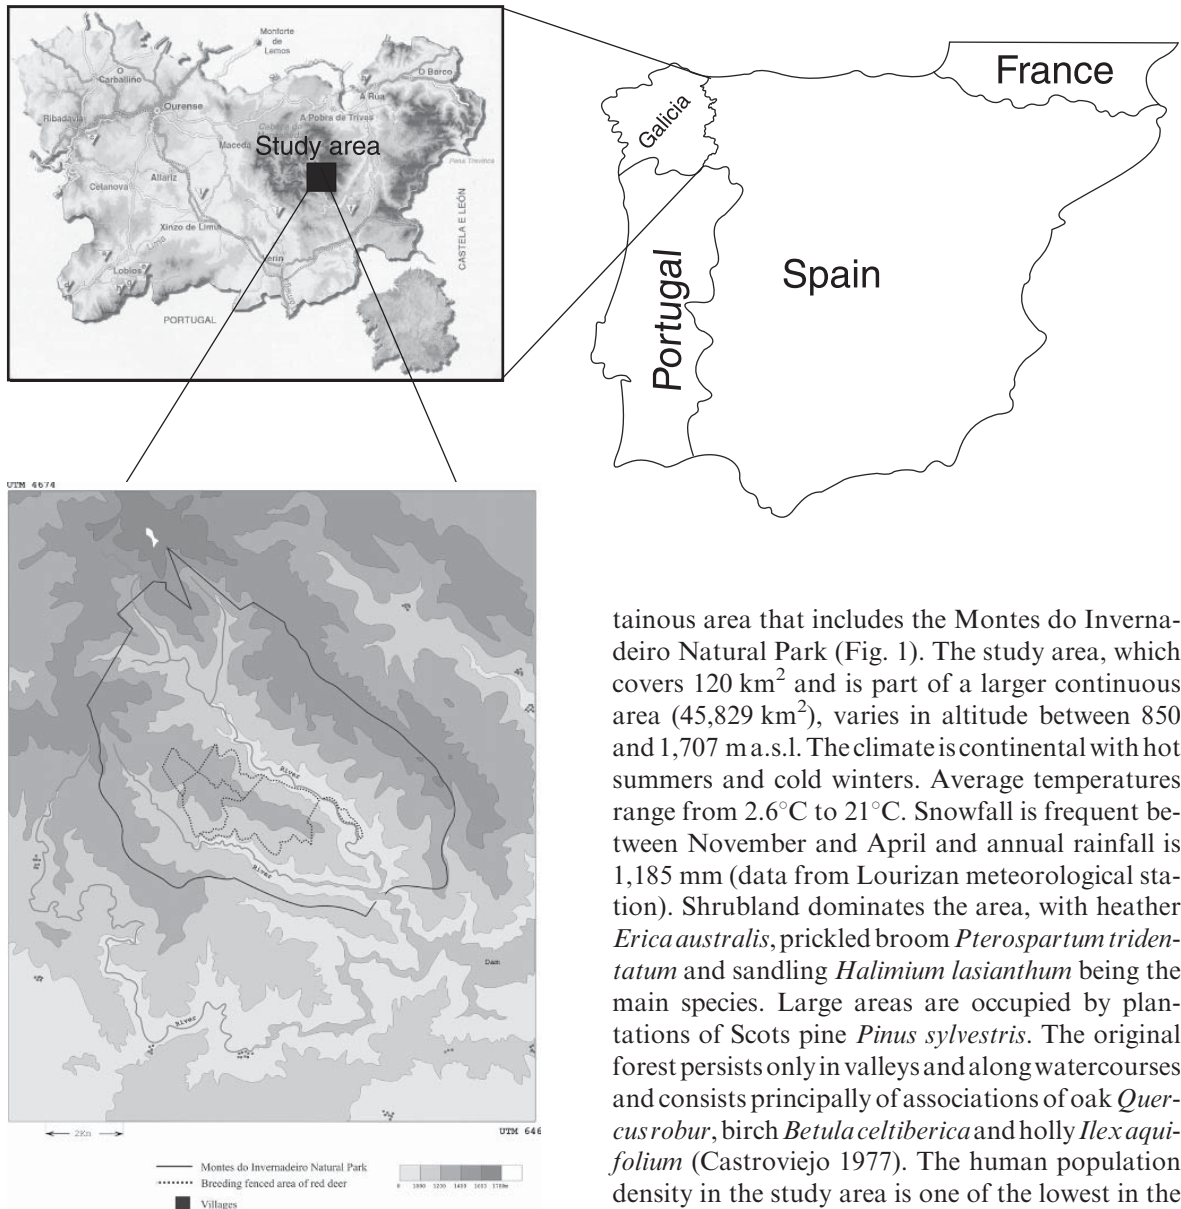 Monforte
de
Lemos
Carballiño
O Barco
A Rúa
Ourense
Ribadavia
A Pobra de Trives
Maceda
Study area
Pena Trevinca
Allariz
Celanova
CASTELA E LEÓN
Xinzo de Limia
Limia
Verín
Lobios
PORTUGAL
France
Galicia
Portugal
Spain
UTM 4674
River
River
Dam
River
2Km
UTM 646
Montes do Invernadeiro Natural Park
Breeding fenced area of red deer
Villages
tainous area that includes the Montes do Inverna-
deiro Natural Park (Fig. 1). The study area, which
covers 120 km² and is part of a larger continuous
area (45,829 km²), varies in altitude between 850
and 1,707 m a.s.l. The climate is continental with hot
summers and cold winters. Average temperatures
range from 2.6°C to 21°C. Snowfall is frequent be-
tween November and April and annual rainfall is
1,185 mm (data from Lourizan meteorological sta-
tion). Shrubland dominates the area, with heather
Erica australis, prickled broom Pterospartum triden-
tatum and sandling Halimium lasianthum being the
main species. Large areas are occupied by plan-
tations of Scots pine Pinus sylvestris. The original
forest persists only in valleys and along watercourses
and consists principally of associations of oak Quer-
cus robur, birch Betula celtiberica and holly Ilex aqui-
folium (Castroviejo 1977). The human population
density in the study area is one of the lowest in the